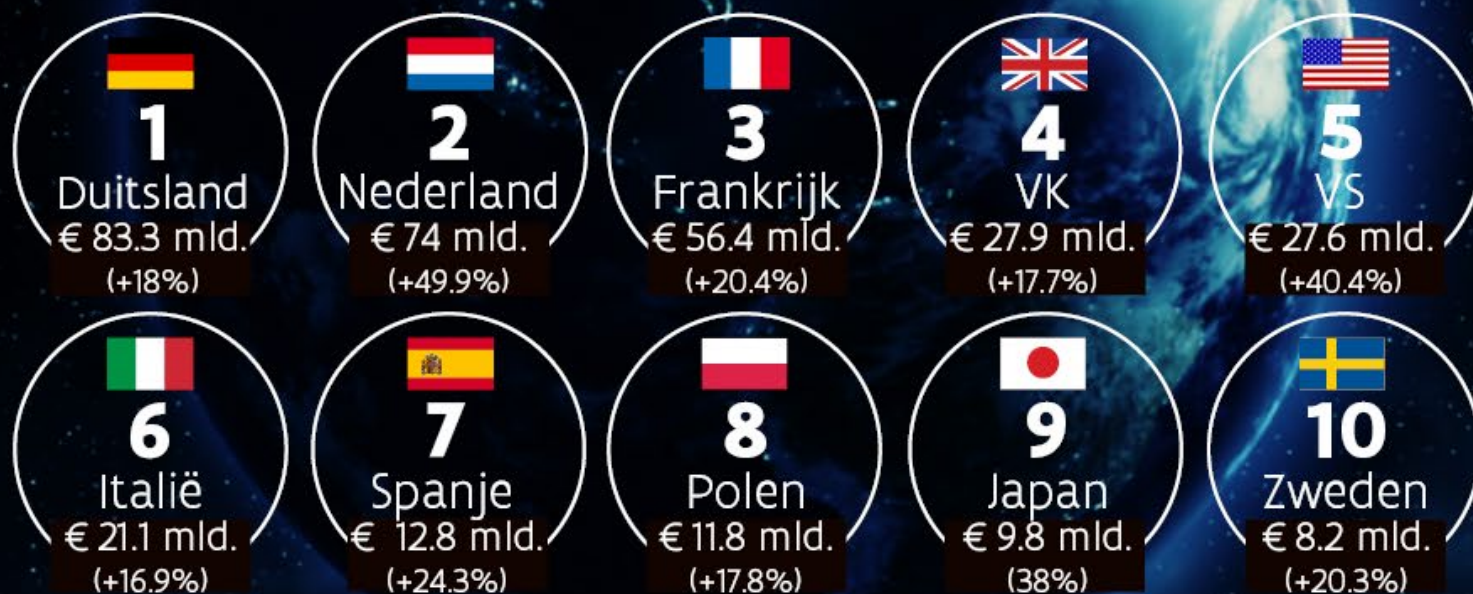 1
Duitsland
€ 83.3 mld.
(+18%)
2
Nederland
€ 74 mld.
(+49.9%)
3
Frankrijk
€ 56.4 mld.
(+20.4%)
4
VK
€ 27.9 mld.
(+17.7%)
5
VS
€ 27.6 mld.
(+40.4%)
6
Italië
€ 21.1 mld.
(+16.9%)
7
Spanje
€ 12.8 mld.
(+24.3%)
8
Polen
€ 11.8 mld.
(+17.8%)
9
Japan
€ 9.8 mld.
(38%)
10
Zweden
€ 8.2 mld.
(+20.3%)